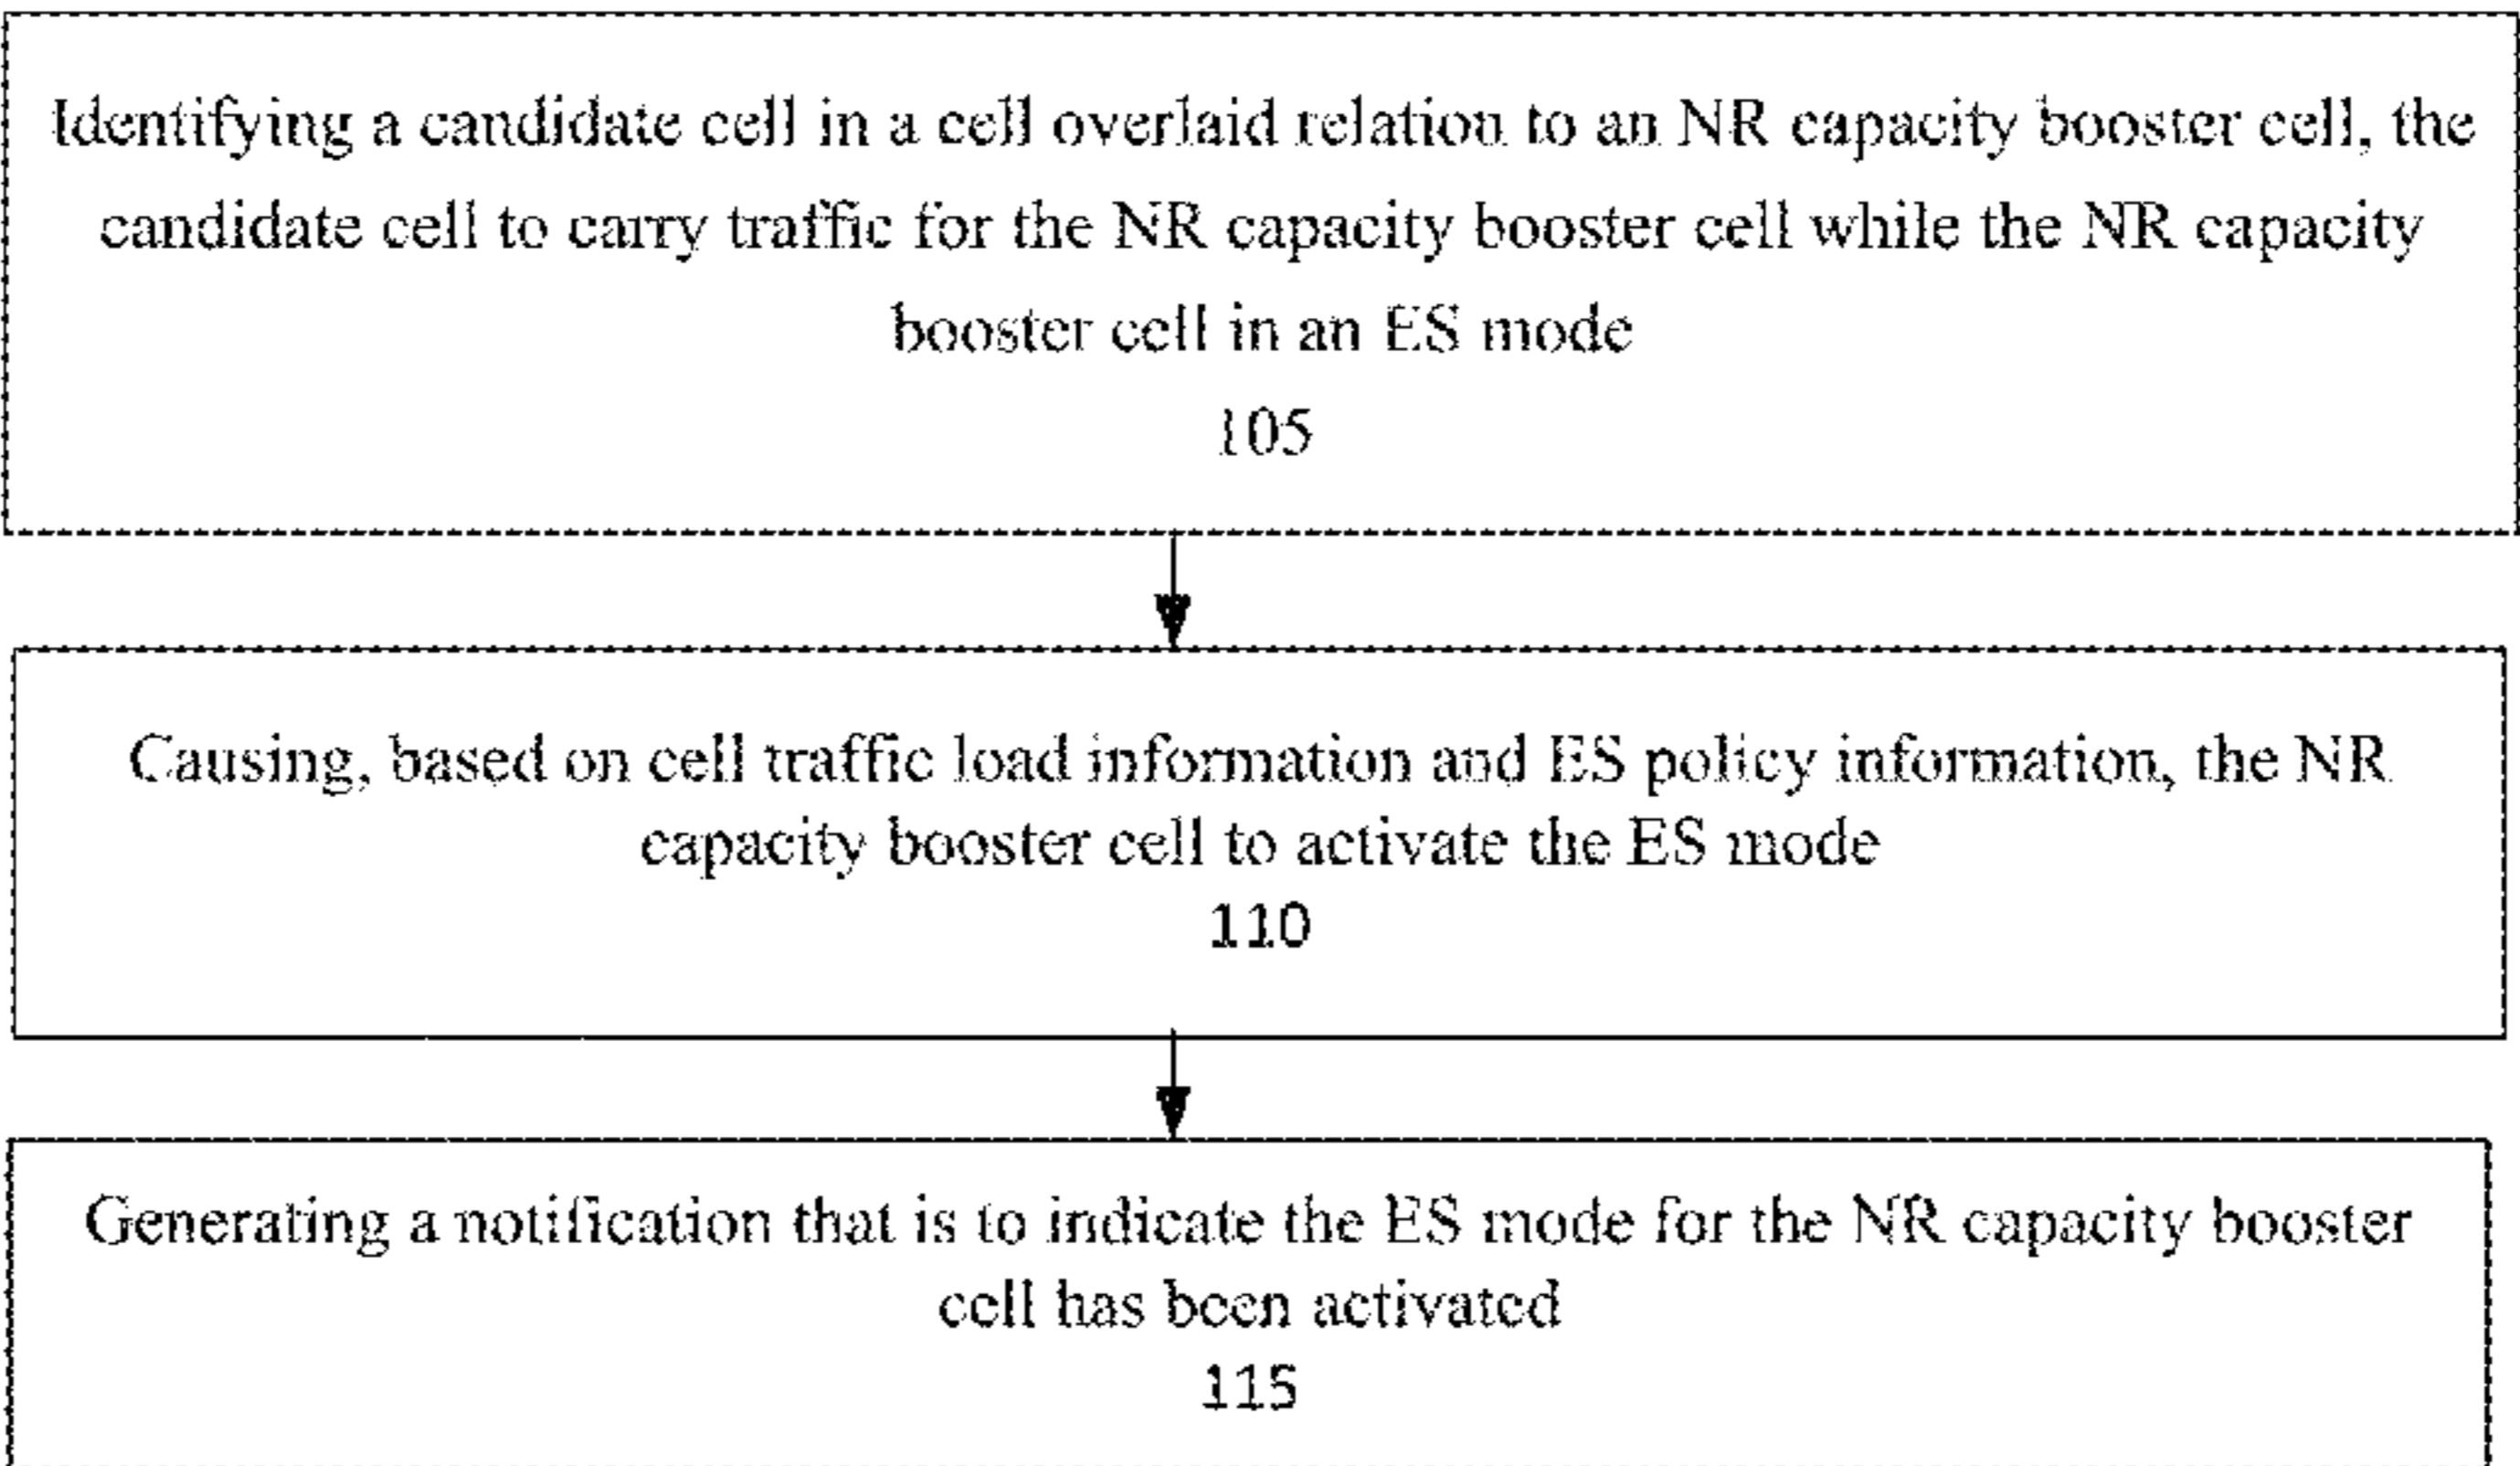 Identifying a candidate cell in a cell overlaid relation to an NR capacity booster cell, the
candidate cell to carry traffic for the NR capacity booster cell while the NR capacity
booster cell in an ES mode
105
Causing, based on cell traffic load information and ES policy information, the NR
capacity booster cell to activate the ES mode
110
Generating a notification that is to indicate the ES mode for the NR capacity booster
cell has been activated
115